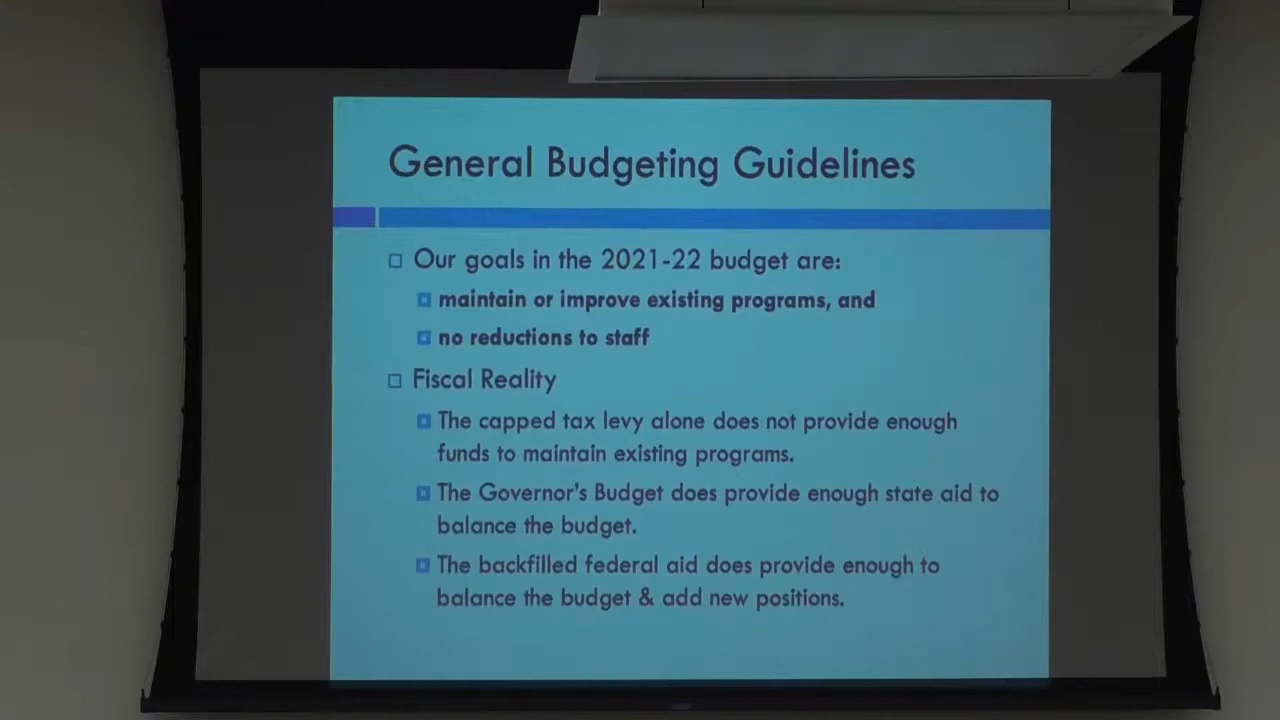 General Budgeting Guidelines
Our goals in the 2021-22 budget are:
maintain or improve existing programs, and
no reductions to staff
Fiscal Reality
The capped tax levy alone does not provide enough
funds to maintain existing programs.
The Governor's Budget does provide enough state aid to
balance the budget.
The backfilled federal aid does provide enough to
balance the budget & add new positions.